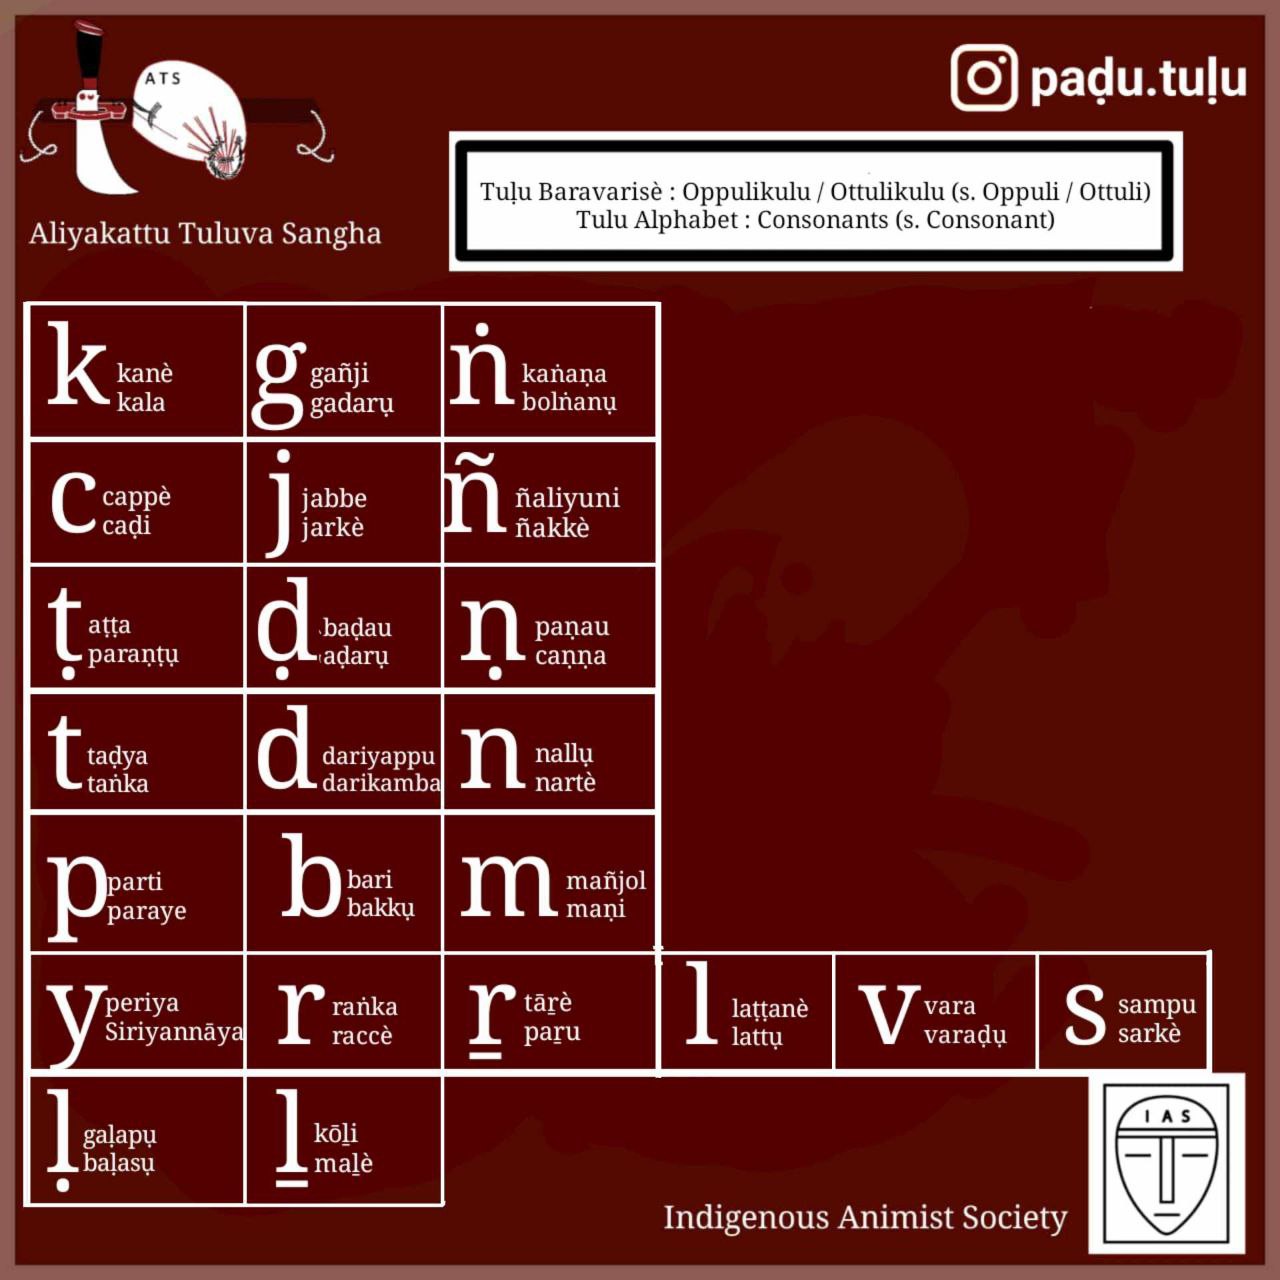 ATS
paḍu.tuḷu
Aliyakattu Tuluva Sangha
Tuḷu Baravarisè : Oppulikulu / Ottulikulu (s. Oppuli / Ottuli)
Tulu Alphabet : Consonants (s. Consonant)
k
kanè
kala
g
gañji
gadarụ
ṅ
kaṅaṇa
bolṅanụ
c
cappè
caḍi
j
jabbe
jarkè
ñ
ñaliyuni
ñakkè
ṭ
aṭṭa
paraṇṭụ
ḍ
baḍau
aḍarụ
ṇ
paṇau
caṇṇa
t
taḍya
taṅka
d
dariyappu
darikamba
n
nallụ
nartè
p
parti
paraye
b
bari
bakkụ
m
mañjol
maṇi
y
periya
Siriyannāya
r
raṅka
raccè
ṟ
tāṟè
paṟu
l
laṭṭanè
lattụ
v
vara
varaḍụ
s
sampu
sarkè
ḷ
gaḷapụ
baḷasụ
ḻ
kōḻi
maḻè
IAS
Indigenous Animist Society